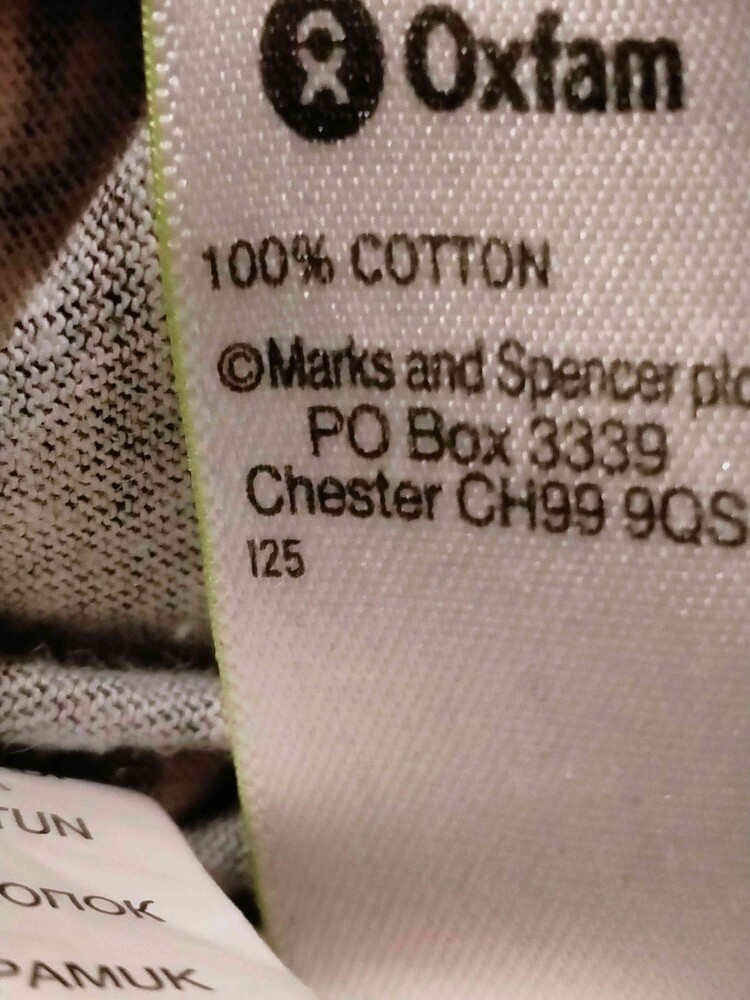 Oxfam
100% COTTON
©Marks and Spencer plc
PO Box 3339
Chester CH99 9QS
125
TUN
ОПОК
PAMUK